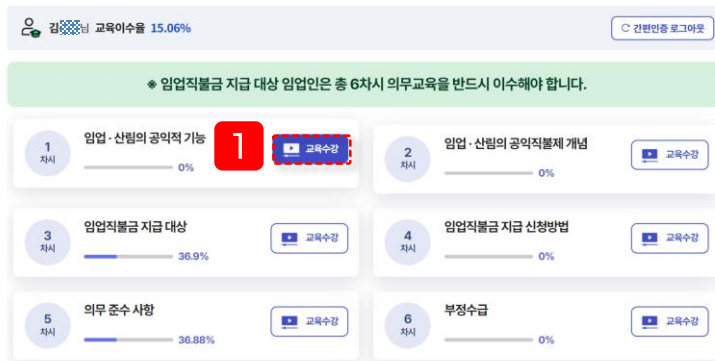 김 님 교육이수율 15.06%
간편인증 로그아웃
※ 임업직불금 지급 대상 임업인은 총 6차시 의무교육을 반드시 이수해야 합니다.
1차시
임업·산림의 공익적 기능
0%
1
교육수강
2차시
임업·산림의 공익직불제 개념
0%
교육수강
3차시
임업직불금 지급 대상
36.9%
교육수강
4차시
임업직불금 지급 신청방법
0%
교육수강
5차시
의무 준수 사항
36.88%
교육수강
6차시
부정수급
0%
교육수강